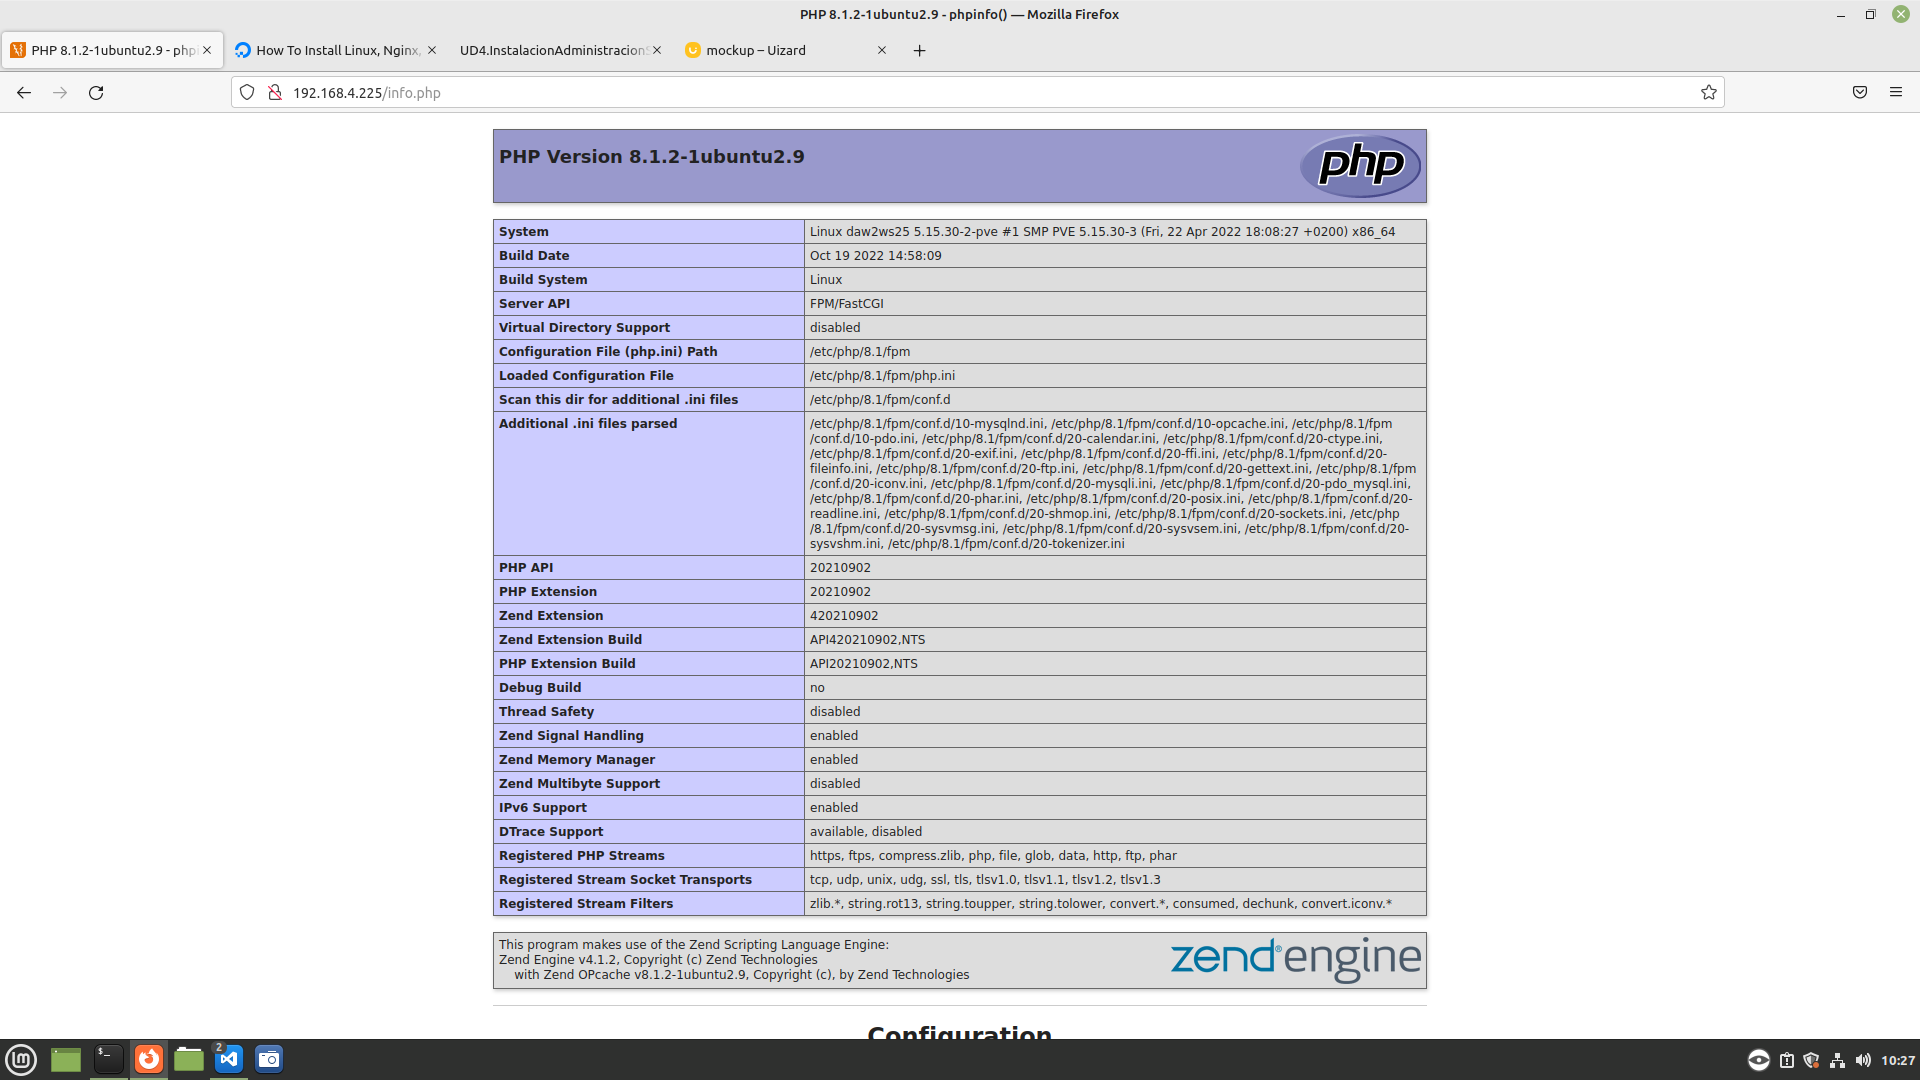 PHP 8.1.2-1ubuntu2.9 - phpinfo() — Mozilla Firefox
PHP 8.1.2-1ubuntu2.9 - phpi
How To Install Linux, Nginx,
UD4.InstalacionAdministracionS
mockup – Uizard
192.168.4.225/info.php
PHP Version 8.1.2-1ubuntu2.9
php
System Linux daw2ws25 5.15.30-2-pve #1 SMP PVE 5.15.30-3 (Fri, 22 Apr 2022 18:08:27 +0200) x86_64
Build Date Oct 19 2022 14:58:09
Build System Linux
Server API FPM/FastCGI
Virtual Directory Support disabled
Configuration File (php.ini) Path /etc/php/8.1/fpm
Loaded Configuration File /etc/php/8.1/fpm/php.ini
Scan this dir for additional .ini files /etc/php/8.1/fpm/conf.d
Additional .ini files parsed /etc/php/8.1/fpm/conf.d/10-mysqlnd.ini, /etc/php/8.1/fpm/conf.d/10-opcache.ini, /etc/php/8.1/fpm
/conf.d/10-pdo.ini, /etc/php/8.1/fpm/conf.d/20-calendar.ini, /etc/php/8.1/fpm/conf.d/20-ctype.ini,
/etc/php/8.1/fpm/conf.d/20-exif.ini, /etc/php/8.1/fpm/conf.d/20-ffi.ini, /etc/php/8.1/fpm/conf.d/20-
fileinfo.ini, /etc/php/8.1/fpm/conf.d/20-ftp.ini, /etc/php/8.1/fpm/conf.d/20-gettext.ini, /etc/php/8.1/fpm
/conf.d/20-iconv.ini, /etc/php/8.1/fpm/conf.d/20-mysqli.ini, /etc/php/8.1/fpm/conf.d/20-pdo_mysql.ini,
/etc/php/8.1/fpm/conf.d/20-phar.ini, /etc/php/8.1/fpm/conf.d/20-posix.ini, /etc/php/8.1/fpm/conf.d/20-
readline.ini, /etc/php/8.1/fpm/conf.d/20-shmop.ini, /etc/php/8.1/fpm/conf.d/20-sockets.ini, /etc/php
/8.1/fpm/conf.d/20-sysvmsg.ini, /etc/php/8.1/fpm/conf.d/20-sysvsem.ini, /etc/php/8.1/fpm/conf.d/20-
sysvshm.ini, /etc/php/8.1/fpm/conf.d/20-tokenizer.ini
PHP API 20210902
PHP Extension 20210902
Zend Extension 420210902
Zend Extension Build API420210902,NTS
PHP Extension Build API20210902,NTS
Debug Build no
Thread Safety disabled
Zend Signal Handling enabled
Zend Memory Manager enabled
Zend Multibyte Support disabled
IPv6 Support enabled
DTrace Support available, disabled
Registered PHP Streams https, ftps, compress.zlib, php, file, glob, data, http, ftp, phar
Registered Stream Socket Transports tcp, udp, unix, udg, ssl, tls, tlsv1.0, tlsv1.1, tlsv1.2, tlsv1.3
Registered Stream Filters zlib.*, string.rot13, string.toupper, string.tolower, convert.*, consumed, dechunk, convert.iconv.*
This program makes use of the Zend Scripting Language Engine:
Zend Engine v4.1.2, Copyright (c) Zend Technologies
with Zend OPcache v8.1.2-1ubuntu2.9, Copyright (c), by Zend Technologies
zend® engine
Configuration
2
10:27